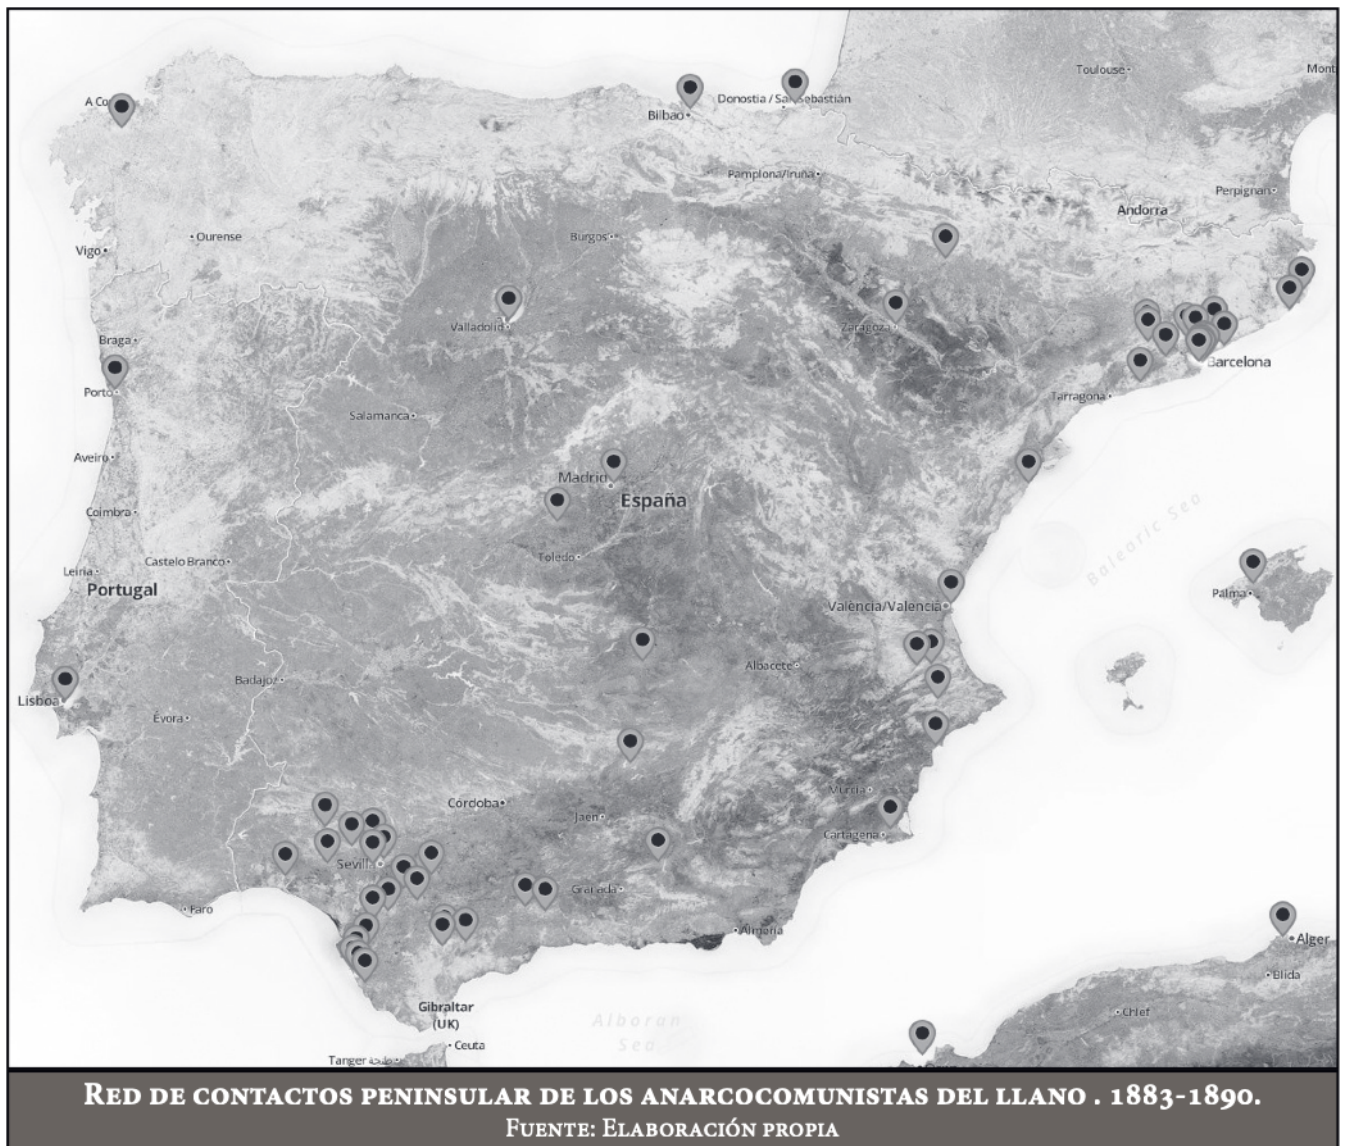 Toulouse
Mont
A Co
Donostia / Sa Sebastián
Bilbao
Pamplona/Iruña
Perpignan
Andorra
Ourense
Burgos
Vigo
Valladolid
Zaragoza
Braga
Barcelona
Porto
Tarragona
Salamanca
Aveiro
Madrid
España
Coimbra
Balearic Sea
Toledo
Castelo Branco
Leiria
Portugal
Palma
València/Valencia
Albacete
Badajoz
Lisboa
Évora
Murcia
Córdoba
Jaén
Cartagena
Sevill
Granada
Faro
Almería
Alger
Blida
Gibraltar
(UK)
Chlef
Alboran
Sea
Ceuta
Tanger طنجة
RED DE CONTACTOS PENINSULAR DE LOS ANARCOCOMUNISTAS DEL LLANO . 1883-1890.
FUENTE: ELABORACIÓN PROPIA